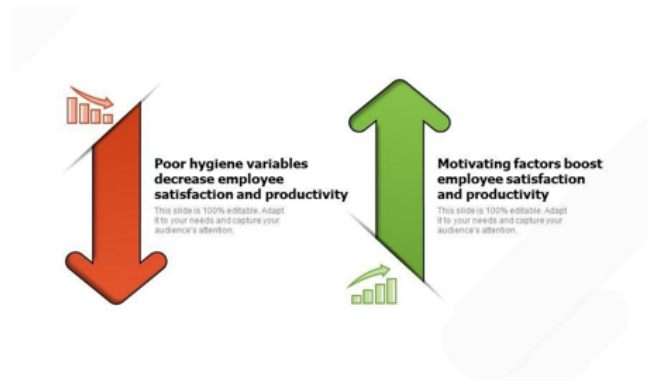 Poor hygiene variables
decrease employee
satisfaction and productivity
This slide is 100% editable. Adapt
it to your needs and capture your
audience's attention.
Motivating factors boost
employee satisfaction
and productivity
This slide is 100% editable. Adapt
it to your needs and capture your
audience's attention.